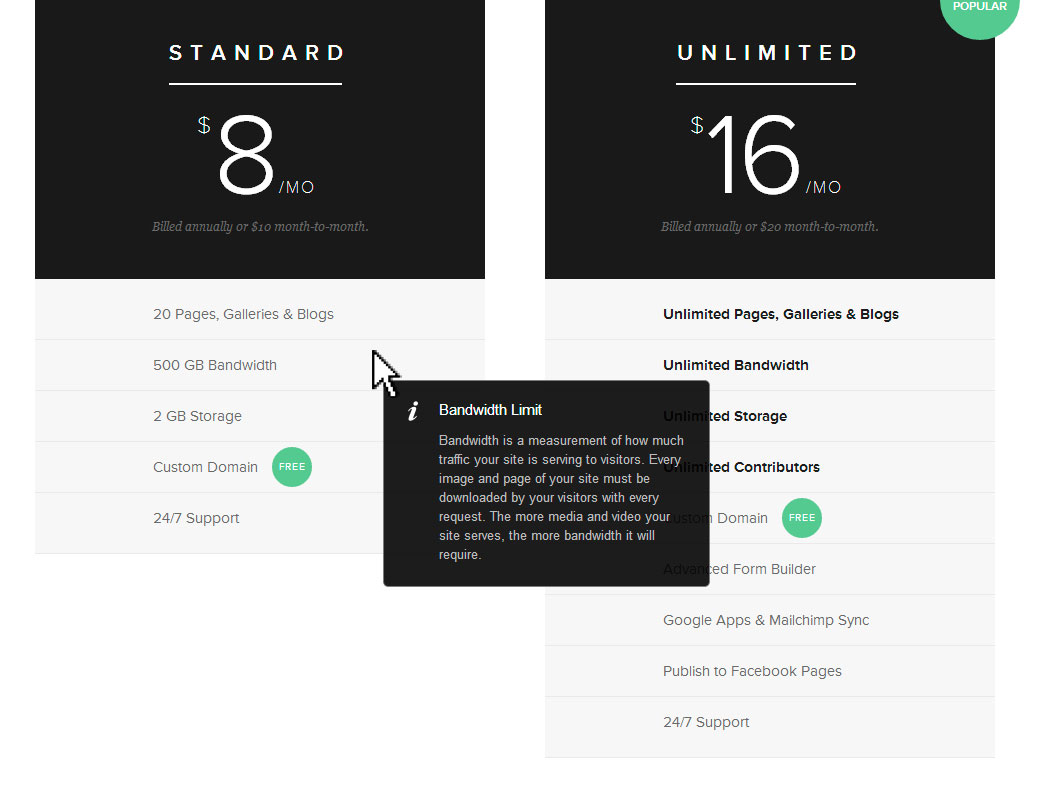 POPULAR
STANDARD
$8/MO
Billed annually or $10 month-to-month.
20 Pages, Galleries & Blogs
500 GB Bandwidth
2 GB Storage
Custom Domain FREE
24/7 Support
UNLIMITED
$16/MO
Billed annually or $20 month-to-month.
Unlimited Pages, Galleries & Blogs
Unlimited Bandwidth
Unlimited Storage
Unlimited Contributors
Custom Domain FREE
Advanced Form Builder
Google Apps & Mailchimp Sync
Publish to Facebook Pages
24/7 Support
i Bandwidth Limit
Bandwidth is a measurement of how much
traffic your site is serving to visitors. Every
image and page of your site must be
downloaded by your visitors with every
request. The more media and video your
site serves, the more bandwidth it will
require.